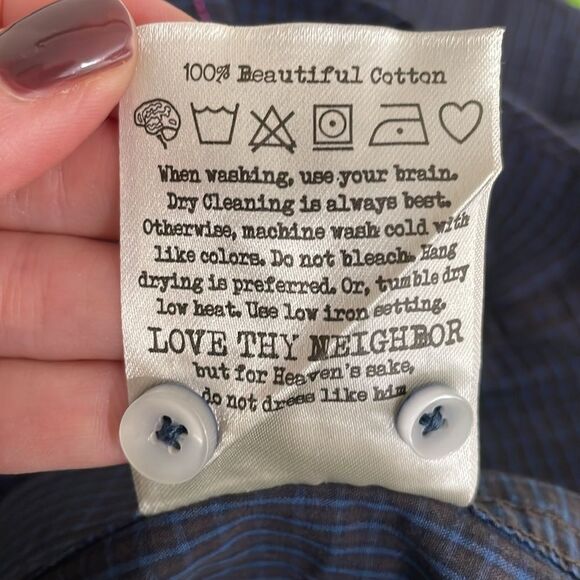 100% Beautiful Cotton
When washing, use your brain.
Dry Cleaning is always best.
Otherwise, machine wash cold with
like colors. Do not bleach. Hang
drying is preferred. Or, tumble dry
low heat. Use low iron setting.
LOVE THY NEIGHBOR
but for Heaven's sake,
do not dress like him